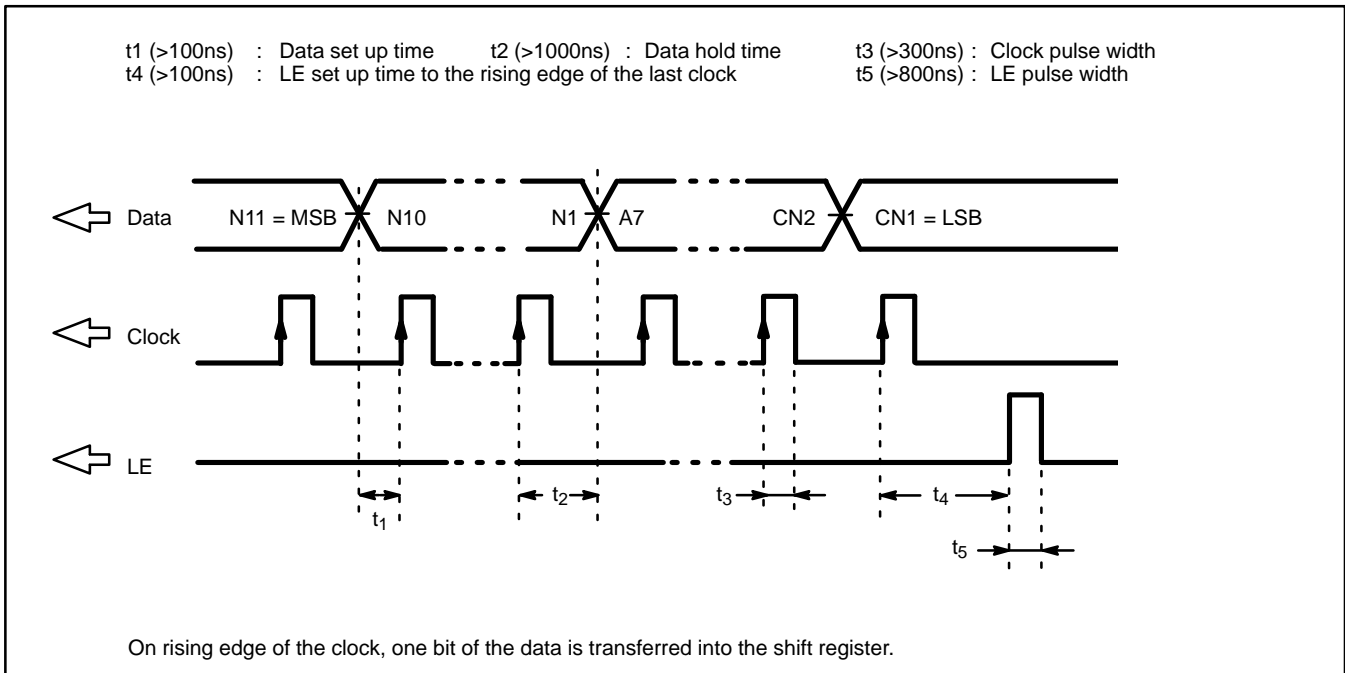 t1 (>100ns) : Data set up time t2 (>1000ns) : Data hold time t3 (>300ns) : Clock pulse width
t4 (>100ns) : LE set up time to the rising edge of the last clock t5 (>800ns) : LE pulse width
Data N11 = MSB N10 N1 A7 CN2 CN1 = LSB
Clock
LE
t1 t2 t3 t4
t5
On rising edge of the clock, one bit of the data is transferred into the shift register.